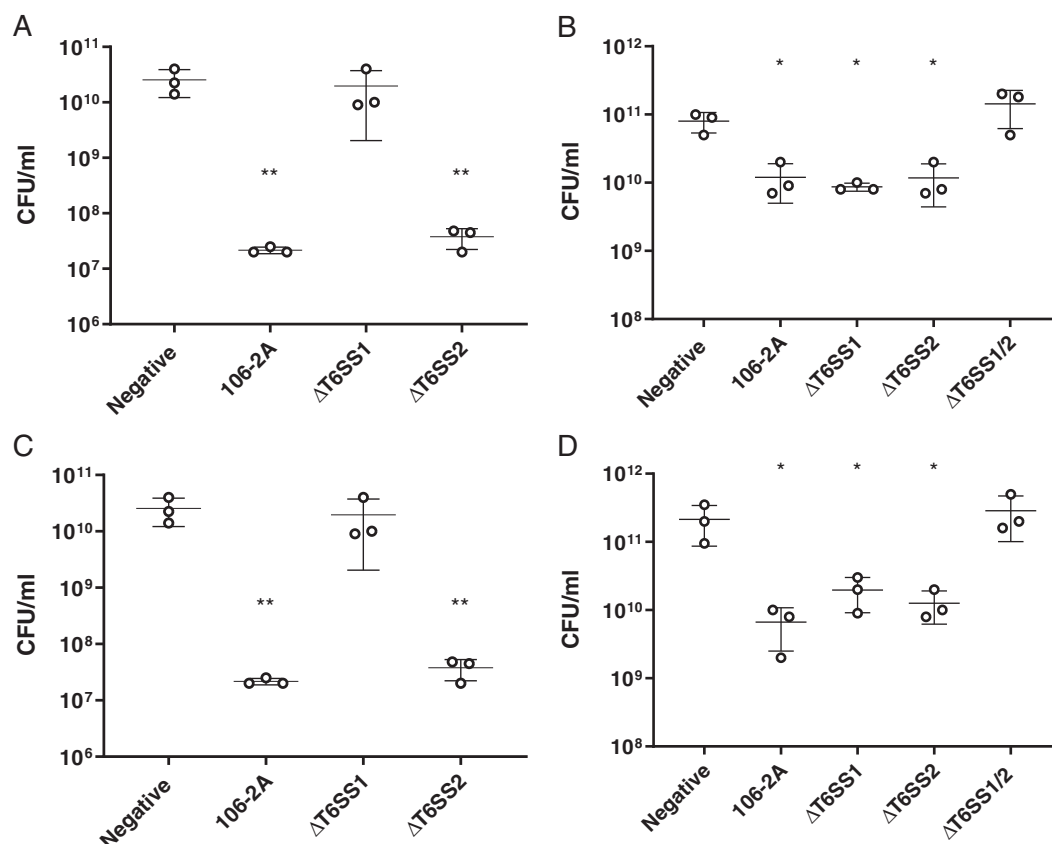 A
CFU/ml
10¹¹
10¹⁰
10⁹
10⁸
10⁷
10⁶
** **
Negative 106-2A ΔT6SS1 ΔT6SS2
B
CFU/ml
10¹²
10¹¹
10¹⁰
10⁹
10⁸
* * *
Negative 106-2A ΔT6SS1 ΔT6SS2 ΔT6SS1/2
C
CFU/ml
10¹¹
10¹⁰
10⁹
10⁸
10⁷
10⁶
** **
Negative 106-2A ΔT6SS1 ΔT6SS2
D
CFU/ml
10¹²
10¹¹
10¹⁰
10⁹
10⁸
* * *
Negative 106-2A ΔT6SS1 ΔT6SS2 ΔT6SS1/2